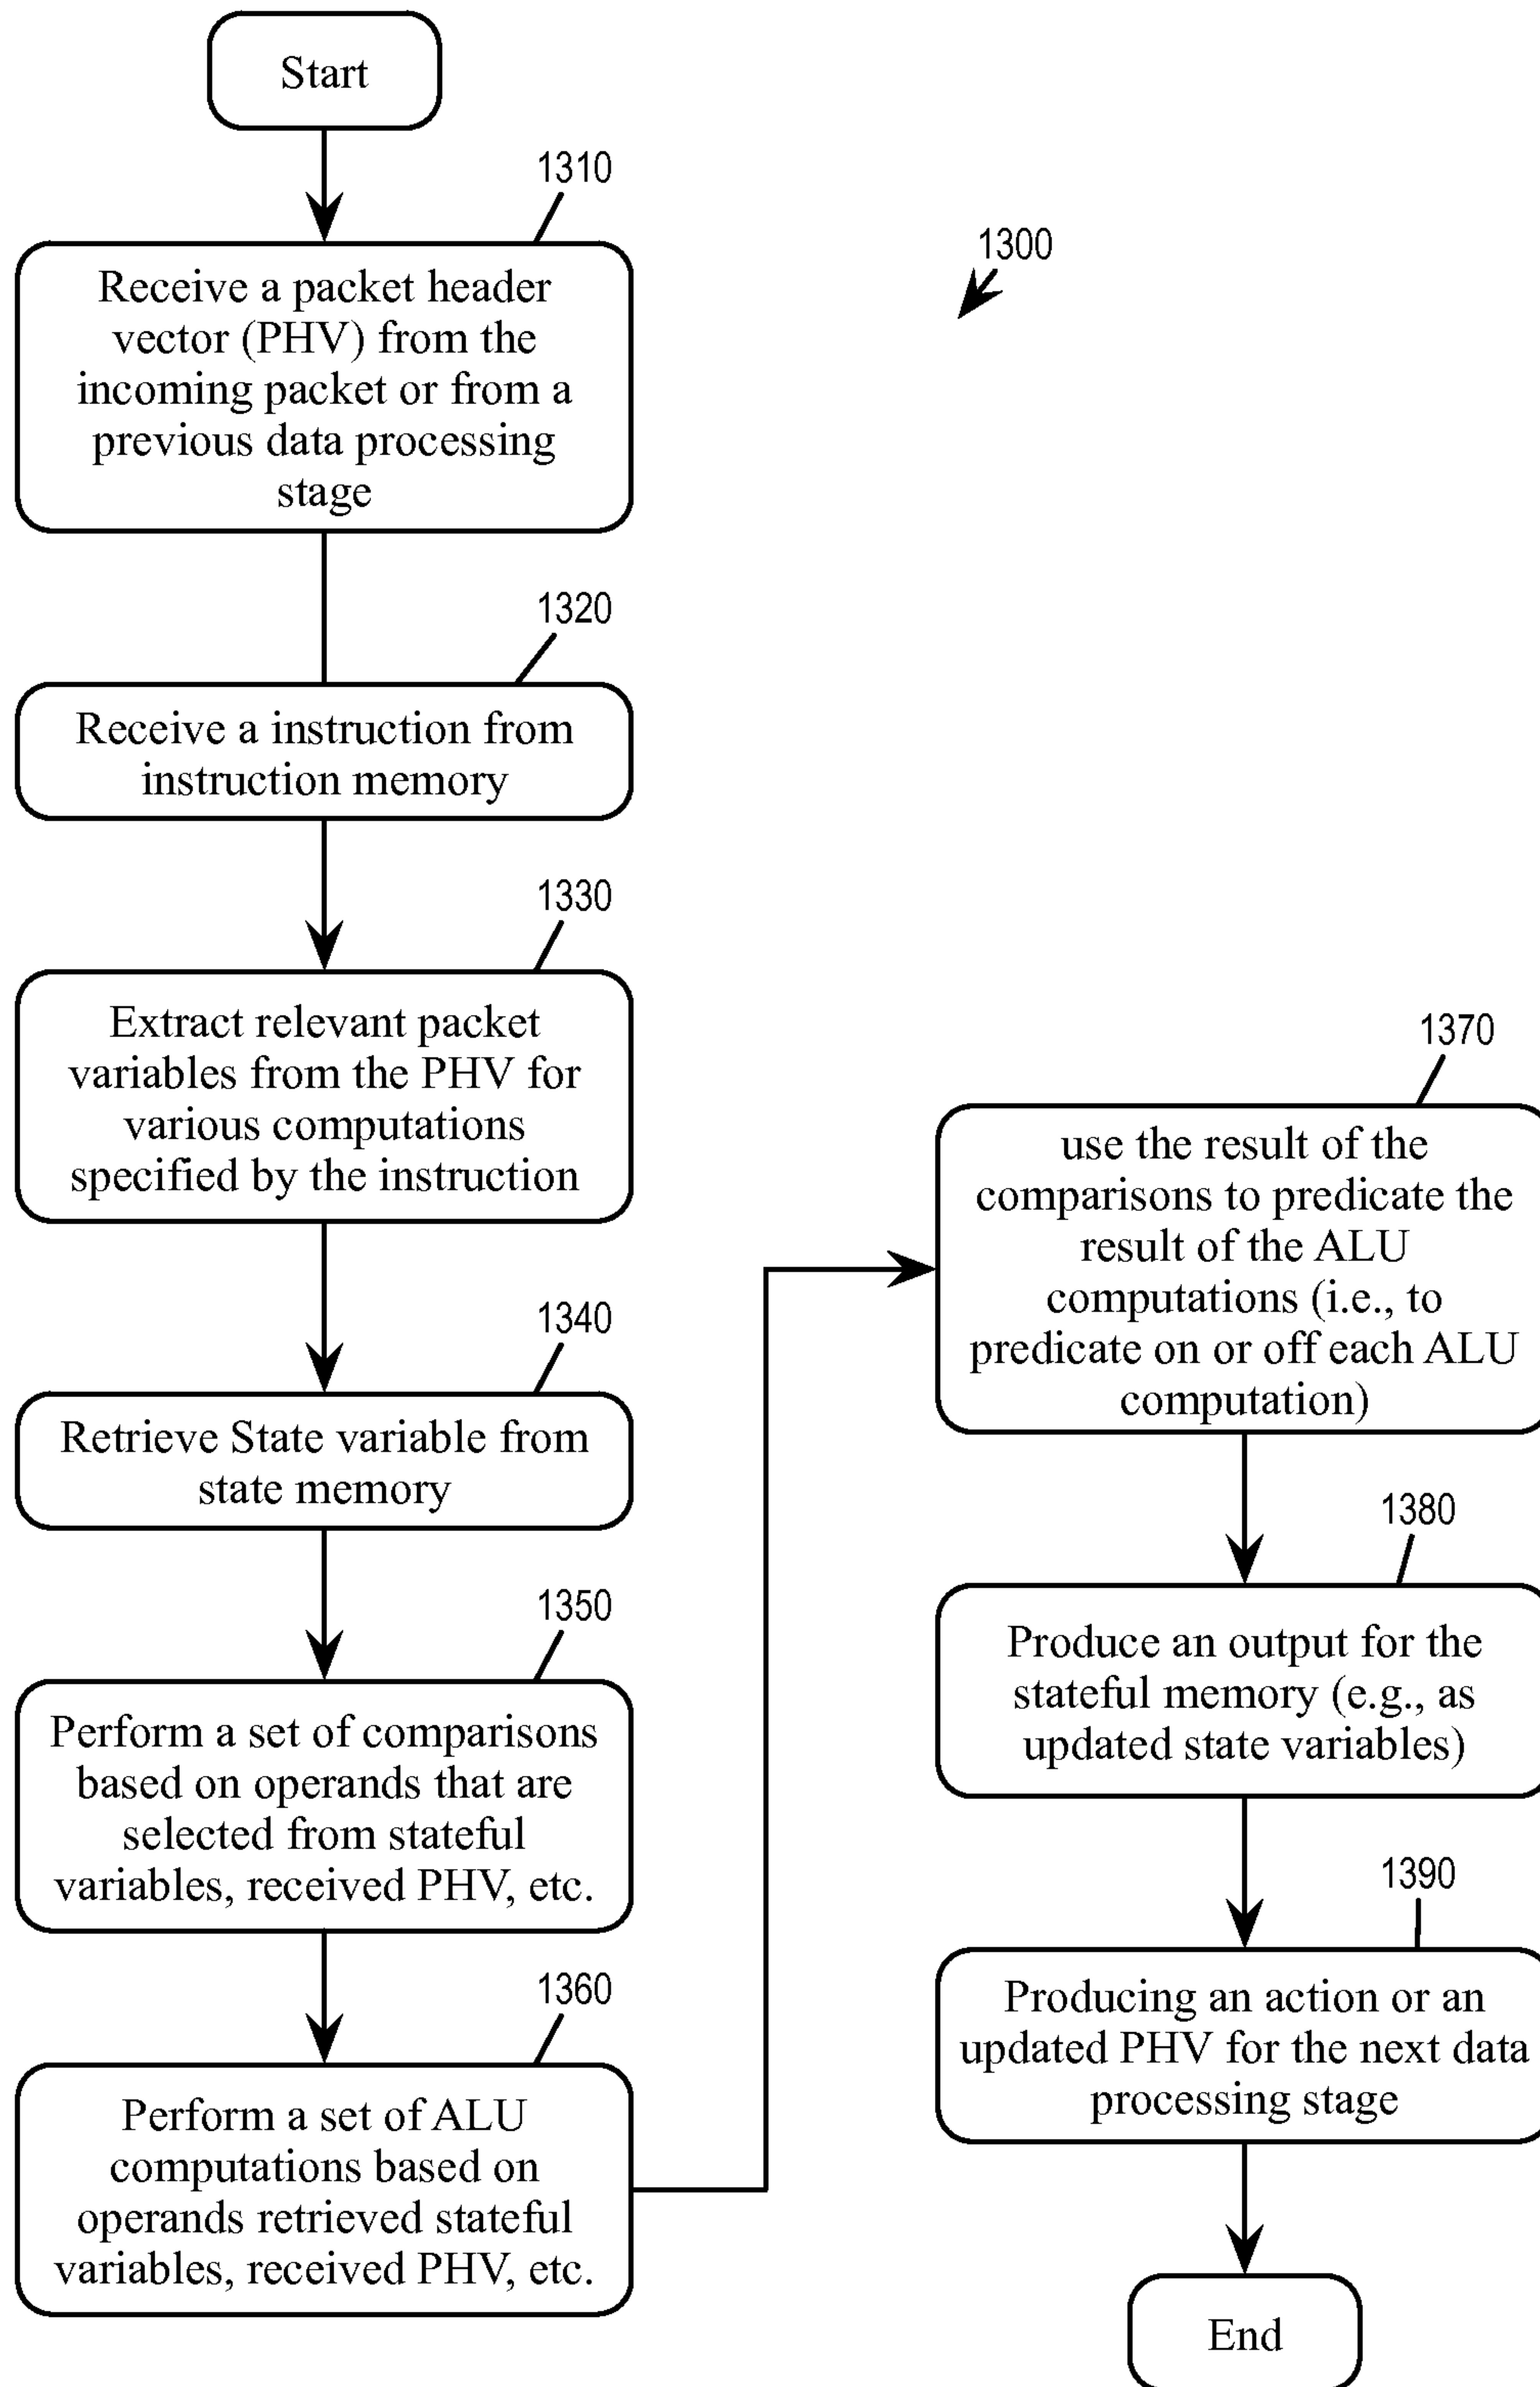 Start
1310
Receive a packet header
vector (PHV) from the
incoming packet or from a
previous data processing
stage
1320
Receive a instruction from
instruction memory
1330
Extract relevant packet
variables from the PHV for
various computations
specified by the instruction
1340
Retrieve State variable from
state memory
1350
Perform a set of comparisons
based on operands that are
selected from stateful
variables, received PHV, etc.
1360
Perform a set of ALU
computations based on
operands retrieved stateful
variables, received PHV, etc.
1300
1370
use the result of the
comparisons to predicate the
result of the ALU
computations (i.e., to
predicate on or off each ALU
computation)
1380
Produce an output for the
stateful memory (e.g., as
updated state variables)
1390
Producing an action or an
updated PHV for the next data
processing stage
End